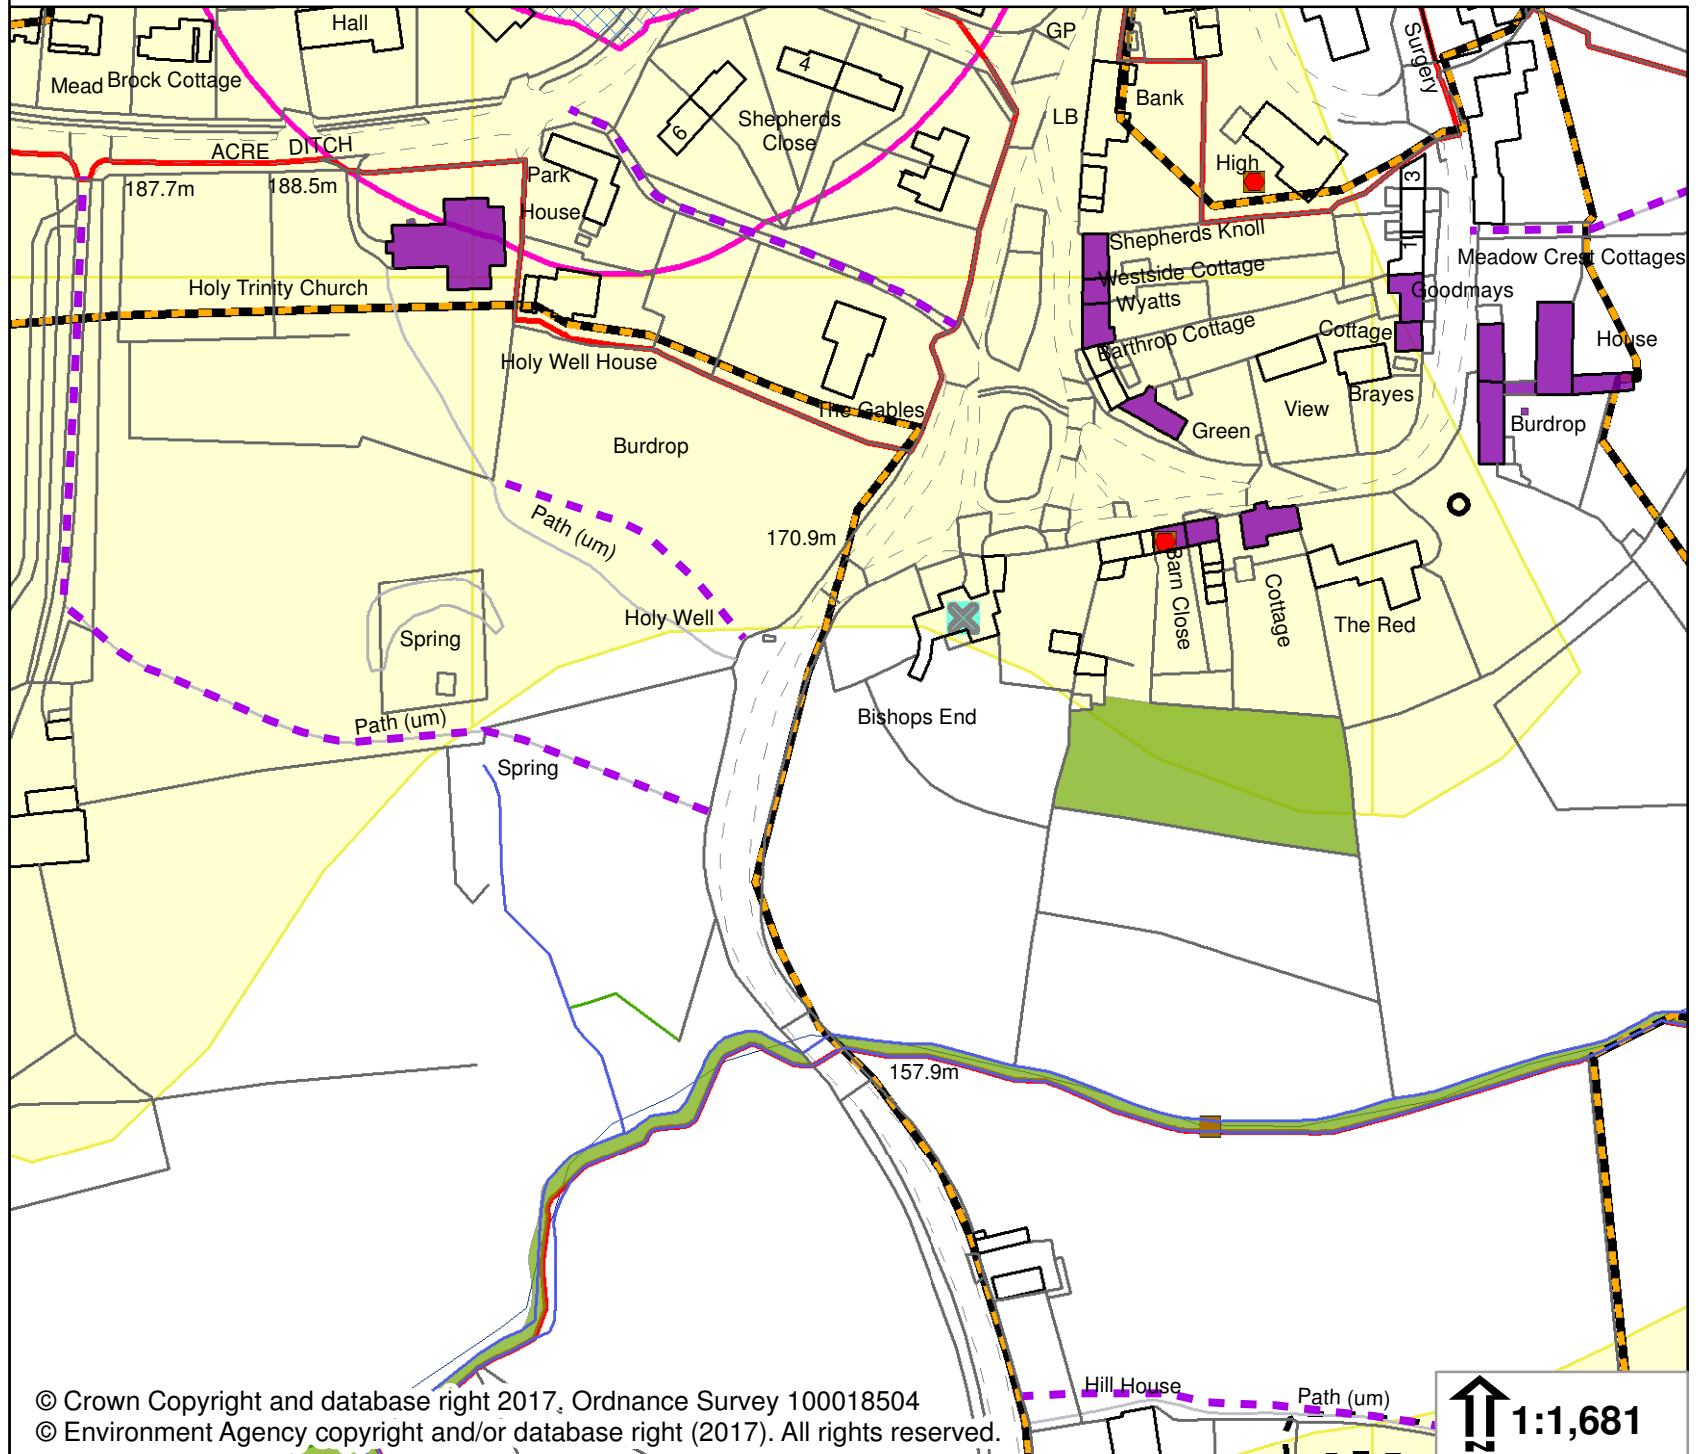 Hall
GP
Surgery
Mead
Brock Cottage
4
6
Shepherds
Close
LB
Bank
High
ACRE DITCH
187.7m
188.5m
Park
House
3
1
Shepherds Knoll
Westside Cottage
Wyatts
Barthrop Cottage
Meadow Crest Cottages
Goodmays
Cottage
House
Holy Trinity Church
Holy Well House
The Gables
Burdrop
Green
View
Brayes
Burdrop
Path (um)
170.9m
Holy Well
Spring
Barn Close
Cottage
The Red
Path (um)
Spring
Bishops End
157.9m
Hill House
Path (um)
© Crown Copyright and database right 2017. Ordnance Survey 100018504
© Environment Agency copyright and/or database right (2017). All rights reserved.
N
1:1,681